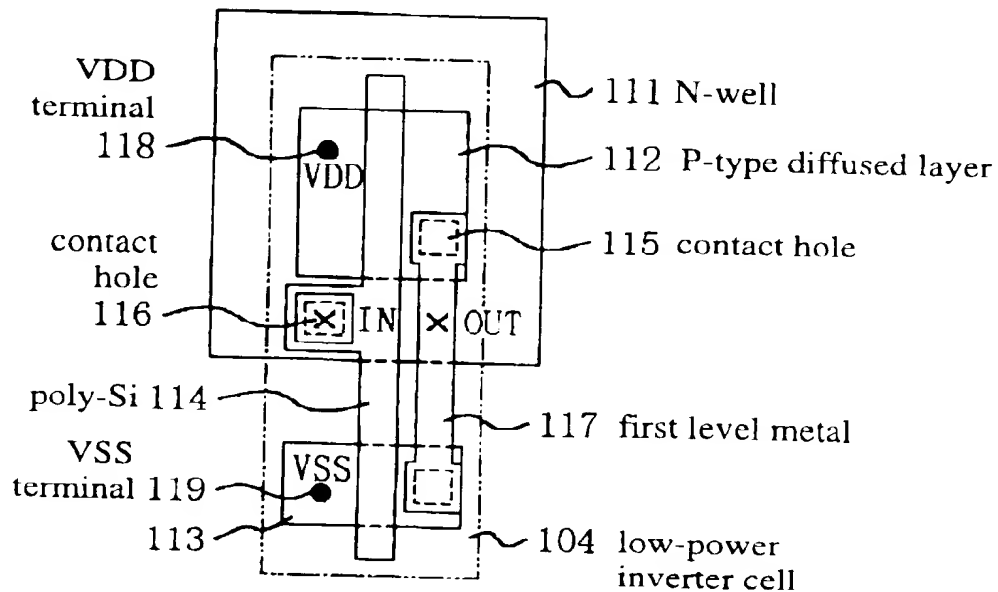 VDD
terminal
118
VDD
111 N-well
112 P-type diffused layer
contact
hole
116
115 contact hole
IN
OUT
poly-Si 114
117 first level metal
VSS
terminal 119
VSS
113
104 low-power
inverter cell